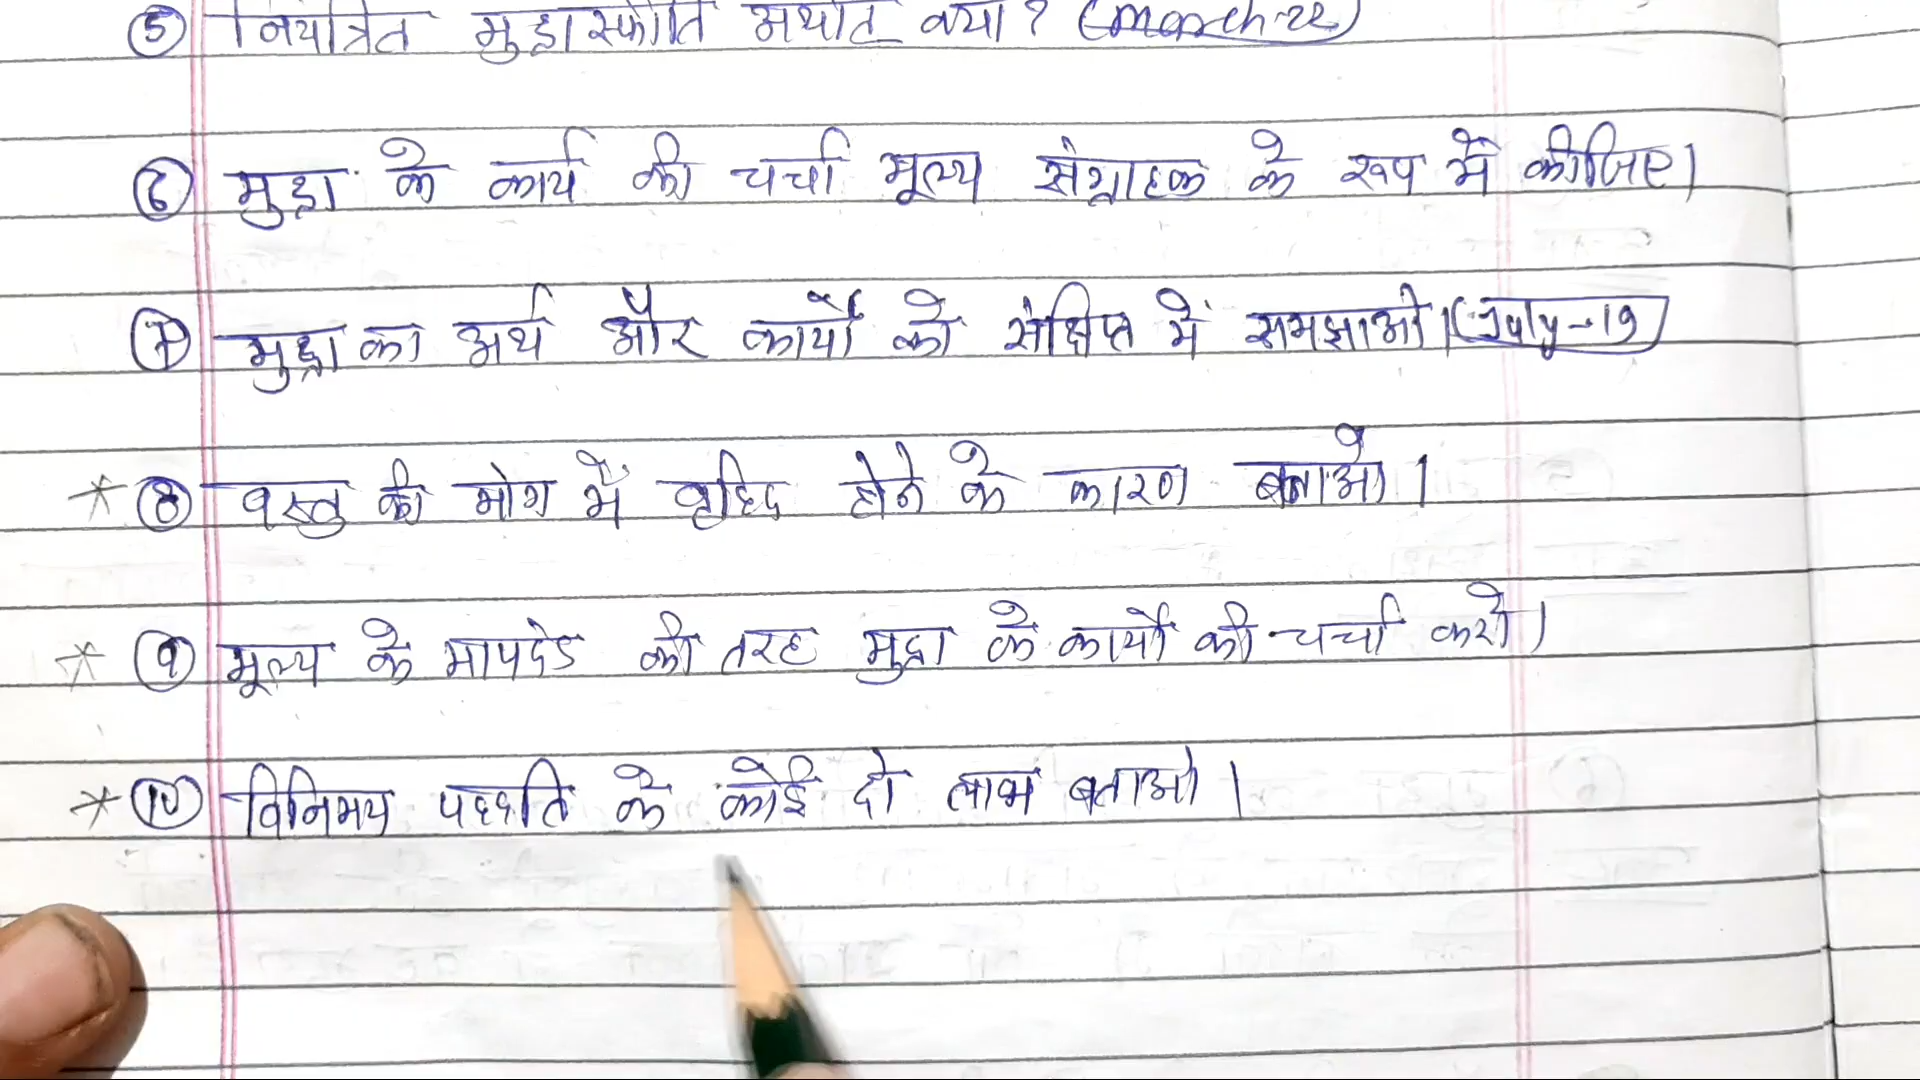 ⑤ नियंत्रित मुद्रास्फीति अर्थात क्या? (March-22)
⑥ मुद्रा के कार्य की चर्चा मूल्य संग्राहक के रूप में कीजिए।
⑦ मुद्रा का अर्थ और कार्यों को संक्षिप्त में समझाओ। (July-19)
* ⑧ वस्तु की मांग में वृद्धि होने के कारण बताओ।
* ⑨ मूल्य के मापदंड की तरह मुद्रा के कार्यों की चर्चा करो।
* ⑩ विनिमय पद्धति के कोई दो लाभ बताओ।